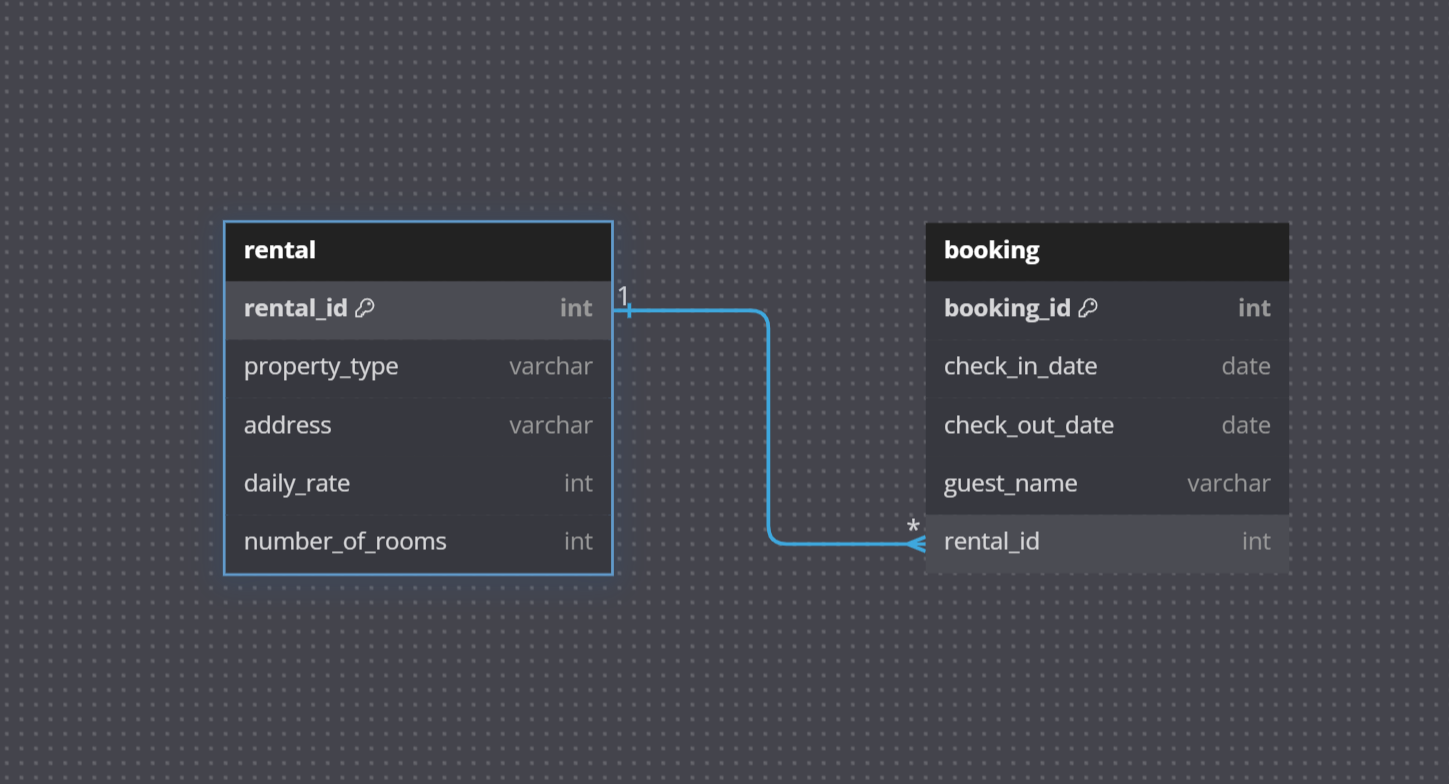 rental
rental_id int
property_type varchar
address varchar
daily_rate int
number_of_rooms int
1
*
booking
booking_id int
check_in_date date
check_out_date date
guest_name varchar
rental_id int